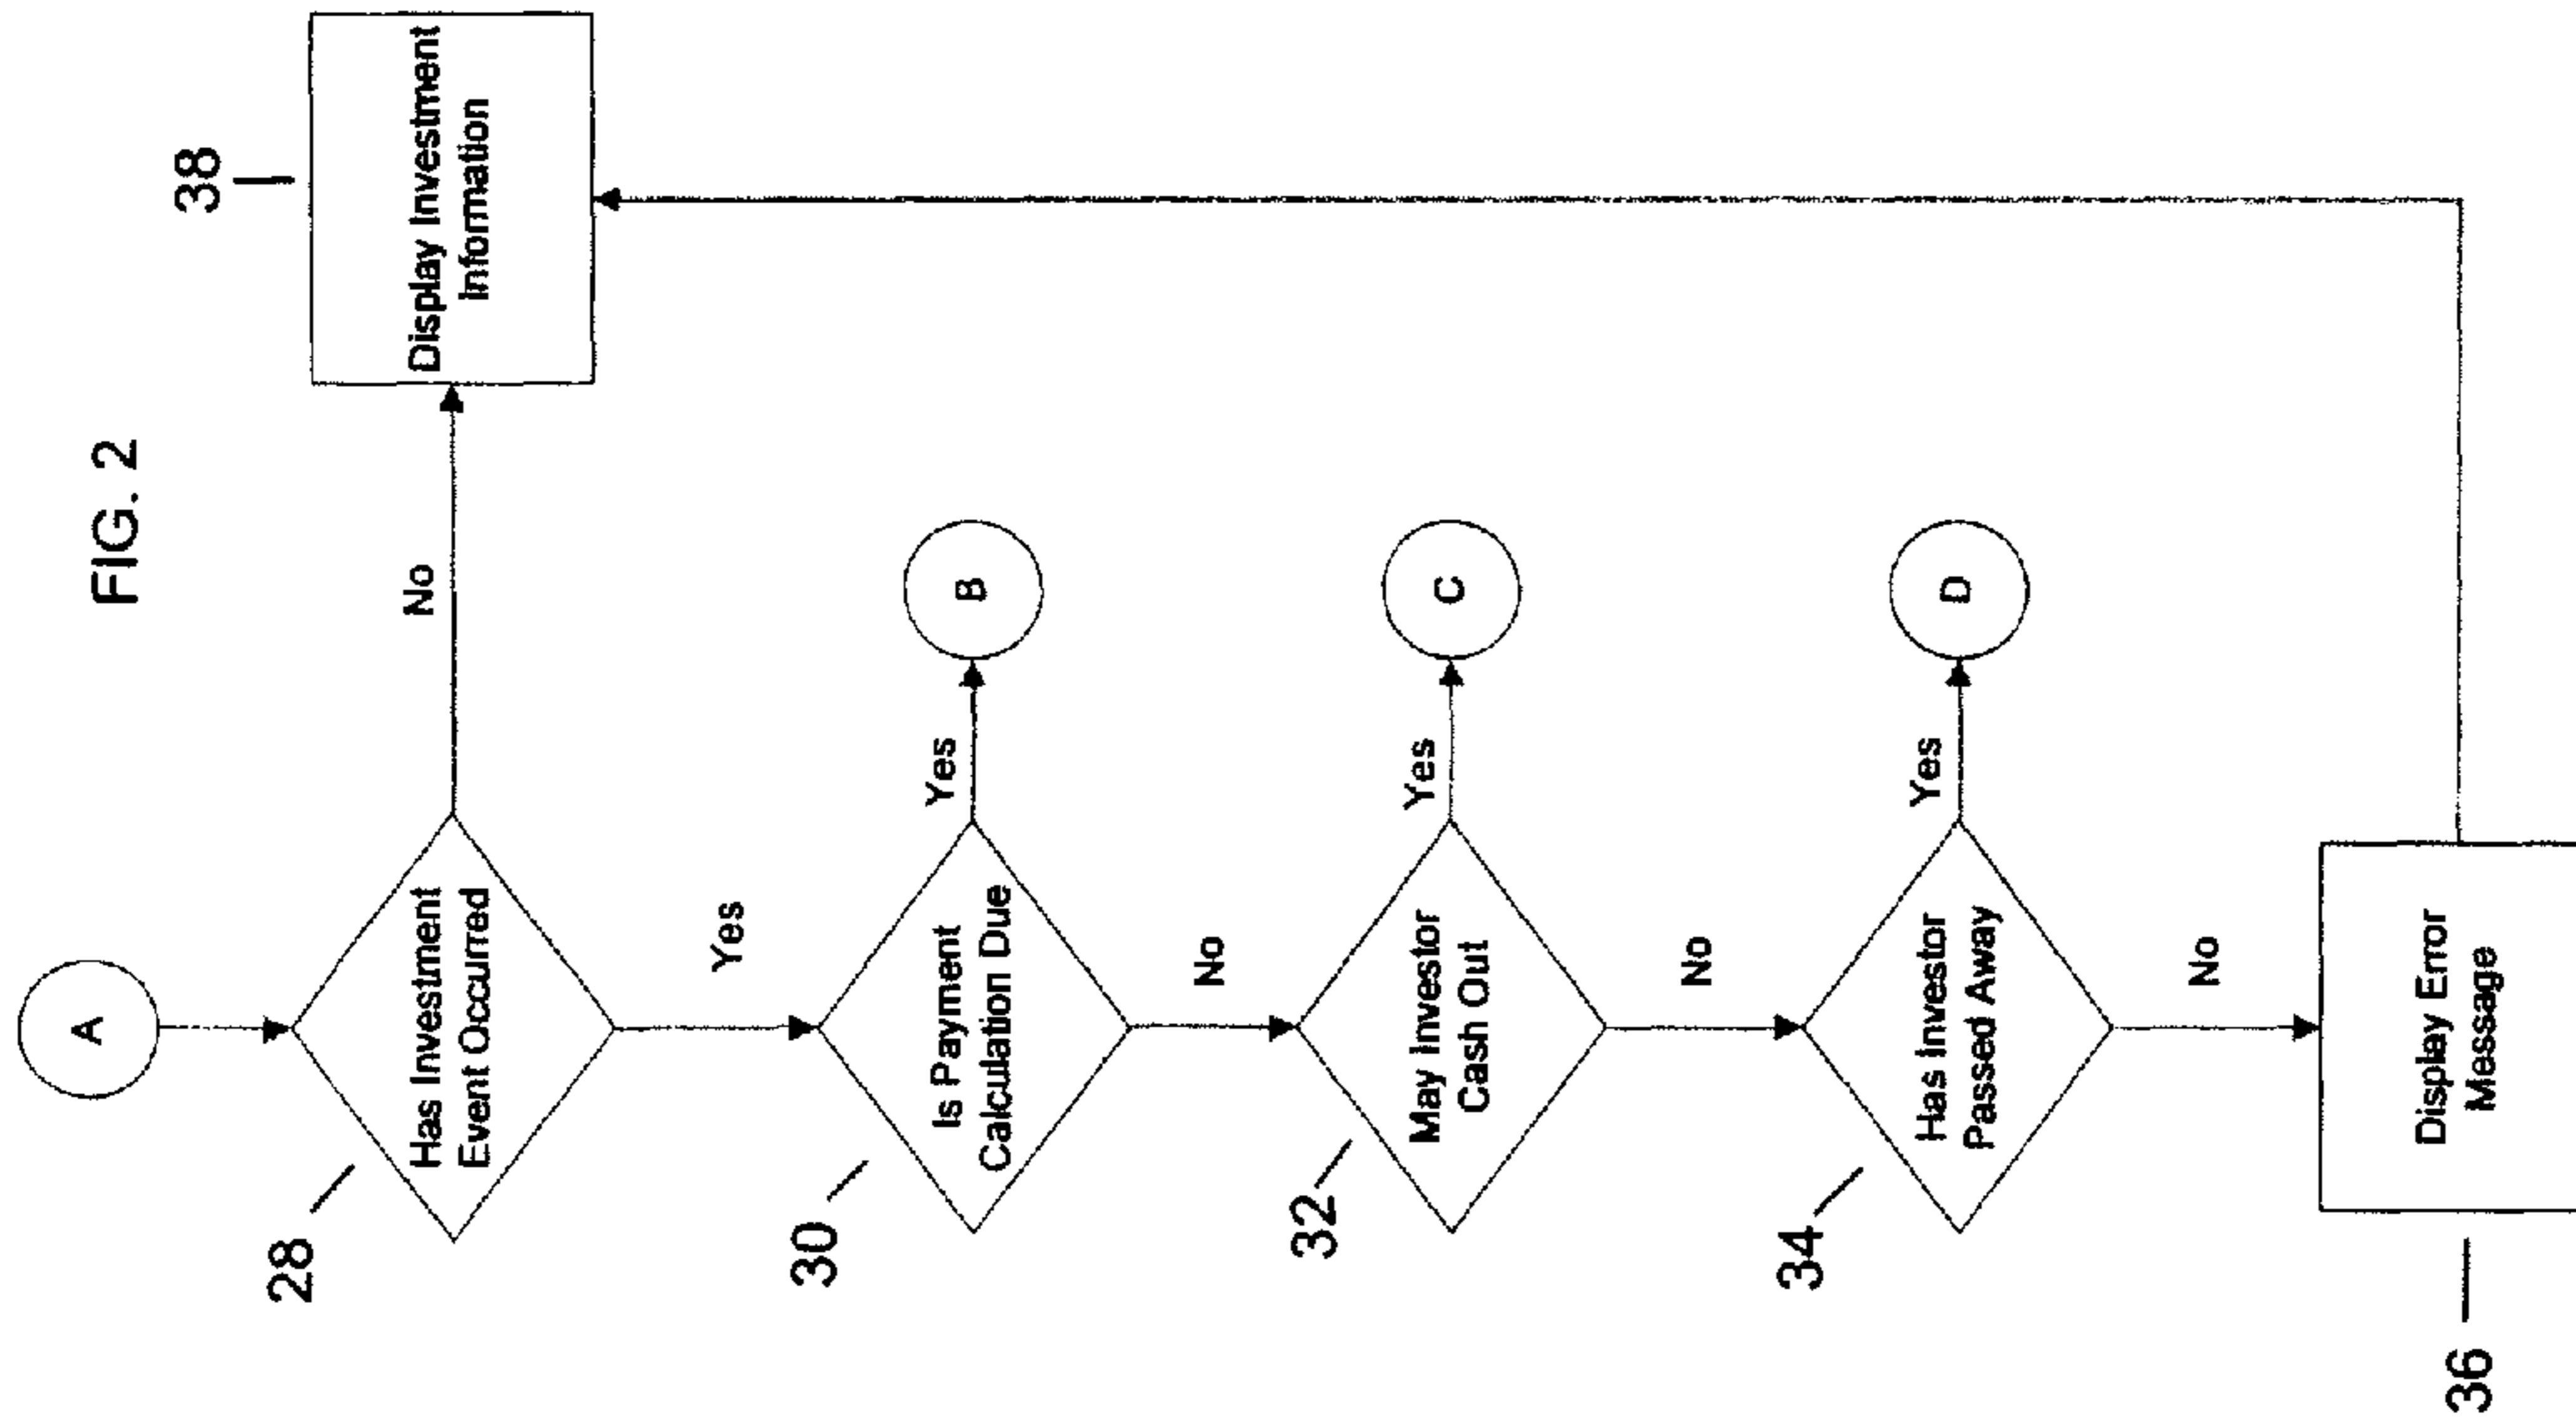 FIG. 2
A
28
Has Investment
Event Occurred
No
38
Display Investment
Information
Yes
30
Is Payment
Calculation Due
Yes
B
No
32
May Investor
Cash Out
Yes
C
No
34
Has Investor
Passed Away
Yes
D
No
36
Display Error
Message